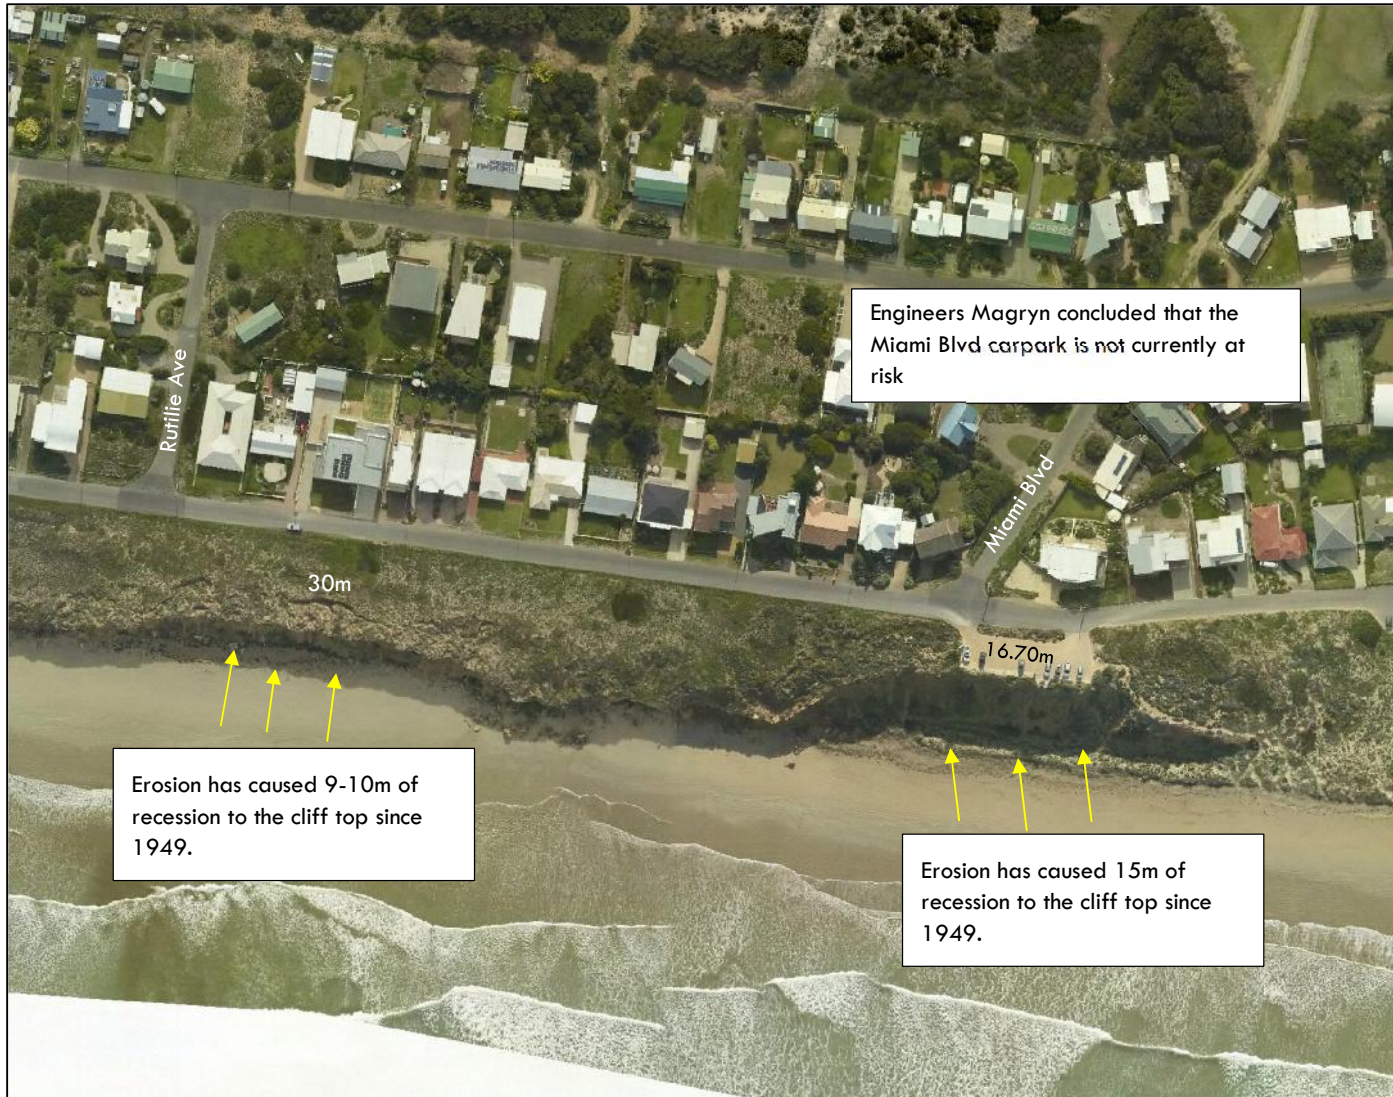 Engineers Magryn concluded that the
Miami Blvd carpark is not currently at
risk
Rutilie Ave
Miami Blvd
30m
16.70m
Erosion has caused 9-10m of
recession to the cliff top since
1949.
Erosion has caused 15m of
recession to the cliff top since
1949.